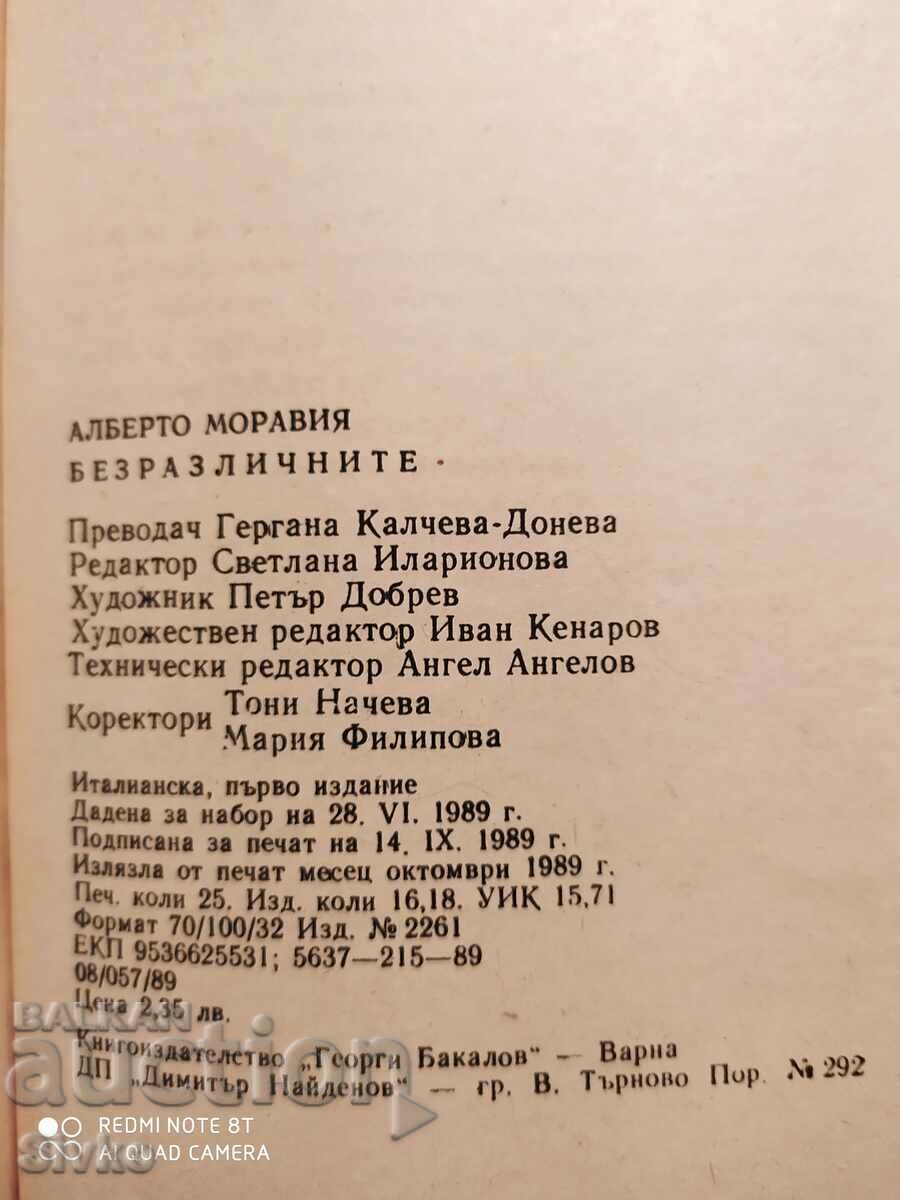 АЛБЕРТО МОРАВИЯ
БЕЗРАЗЛИЧНИТЕ
Преводач Гергана Калчева-Донева
Редактор Светлана Иларионова
Художник Петър Добрев
Художествен редактор Иван Кенаров
Технически редактор Ангел Ангелов
Коректори Тони Начева
Мария Филипова
Италианска, първо издание
Дадена за набор на 28. VI. 1989 г.
Подписана за печат на 14. IX. 1989 г.
Излязла от печат месец октомври 1989 г.
Печ. коли 25. Изд. коли 16,18. УИК 15,71
Формат 70/100/32 Изд. № 2261
ЕКП 9536625531; 5637—215—89
08/057/89
Цена 2,35 лв.
Книгоиздателство „Георги Бакалов“ — Варна
ДП „Димитър Найденов“ — гр. В. Търново Пор. № 292
BALKAN
auction
REDMI NOTE 8T
AI QUAD CAMERA
Sivko